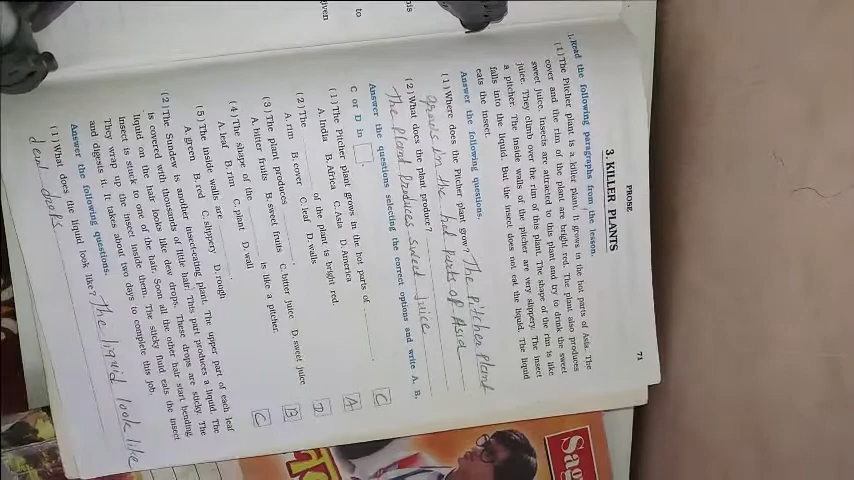 71
PROSE
3. KILLER PLANTS
1. Read the following paragraphs from the lesson.
(1) The Pitcher plant is a killer plant. It grows in the hot parts of Asia. The
cover and the rim of the plant are bright red. The plant also produces
sweet juice. Insects are attracted to this plant and try to drink the sweet
juice. They climb over the rim of this plant. The shape of the rim is like
a pitcher. The inside walls of the pitcher are very slippery. The insect
falls into the liquid. But the insect does not eat the liquid. The liquid
eats the insect.
Answer the following questions.
(1) Where does the Pitcher plant grow? The Pitcher plant
grows in the hot parts of Asia
(2) What does the plant produce?
The plant produces sweet juice
Answer the questions selecting the correct options and write A, B,
C or D in
(1) The Pitcher plant grows in the hot parts of
A. India B. Africa C. Asia D. America C
(2) The of the plant is bright red.
A. rim B. cover C. leaf D. walls A
(3) The plant produces
A. bitter fruits B. sweet fruits C. bitter juice D. sweet juice D
(4) The shape of the is like a pitcher.
A. leaf B. rim C. plant D. wall B
(5) The inside walls are
A. green B. red C. slippery D. rough C
(2) The Sundew is another insect-eating plant. The upper part of each leaf
is covered with thousands of little hair. This part produces a liquid. The
liquid on the hair looks like dew drops. These drops are sticky. The
insect is stuck to one of the hair. Soon all the other hair start bending
They wrap up the insect inside them. The sticky fluid eats the insect
and digests it. It takes about two days to complete this job.
Answer the following questions.
(1) What does the liquid look like? The liquid look like
dew drops
his
to
given
Sag